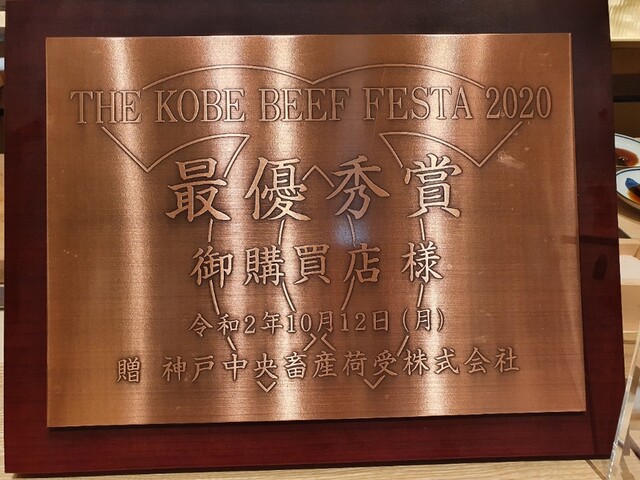 THE KOBE BEEF FESTA 2020
最優秀賞
御購買店様
令和2年10月12日(月)
贈 神戸中央畜産荷受株式会社